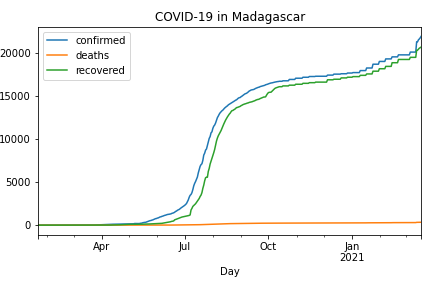 COVID-19 in Madagascar
confirmed
deaths
recovered
20000
15000
10000
5000
0
Apr Jul Oct Jan
2021
Day